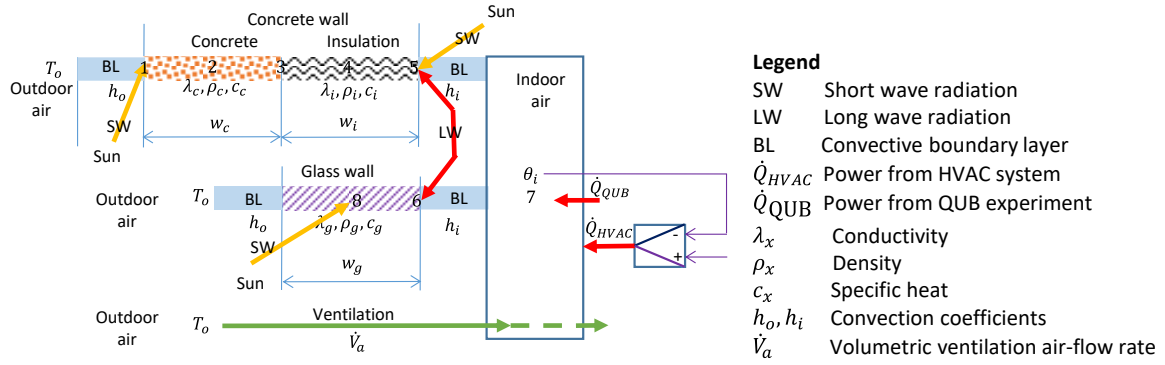 Concrete wall
Sun
SW
Concrete
Insulation
T_o
BL
1
2
3
4
5
BL
Outdoor
air
h_o
λ_c, ρ_c, c_c
λ_i, ρ_i, c_i
h_i
Indoor
air
SW
Sun
w_c
w_i
LW
Glass wall
Outdoor
air
T_o
BL
8
6
BL
h_o
λ_g, ρ_g, c_g
h_i
θ_i
7
Q̇_QUB
Q̇_HVAC
-
+
SW
Sun
w_g
Outdoor
air
T_o
Ventilation
V̇_a
Legend
SW Short wave radiation
LW Long wave radiation
BL Convective boundary layer
Q̇_HVAC Power from HVAC system
Q̇_QUB Power from QUB experiment
λ_x Conductivity
ρ_x Density
c_x Specific heat
h_o, h_i Convection coefficients
V̇_a Volumetric ventilation air-flow rate